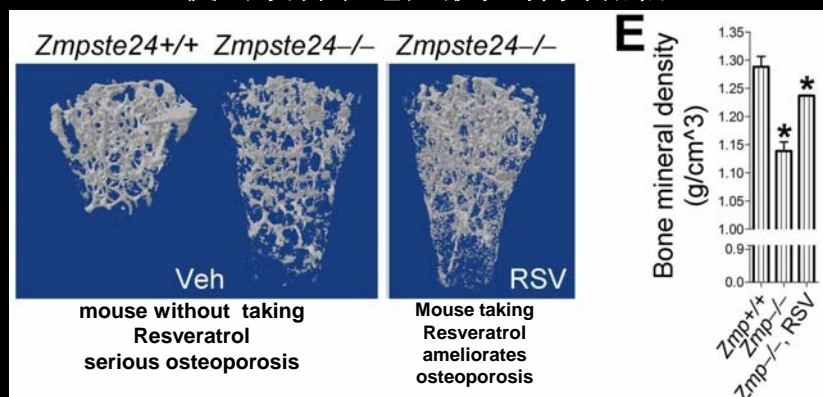 Zmpste24+/+ Zmpste24–/– Zmpste24–/–
Veh
RSV
mouse without taking
Resveratrol
serious osteoporosis
Mouse taking
Resveratrol
ameliorates
osteoporosis
E
Bone mineral density
(g/cm^3)
1.35
1.30
1.25
1.20
1.15
1.10
1.05
1.00
0.9
0.0
*
*
Zmp+/+
Zmp–/–
Zmp–/–, RSV